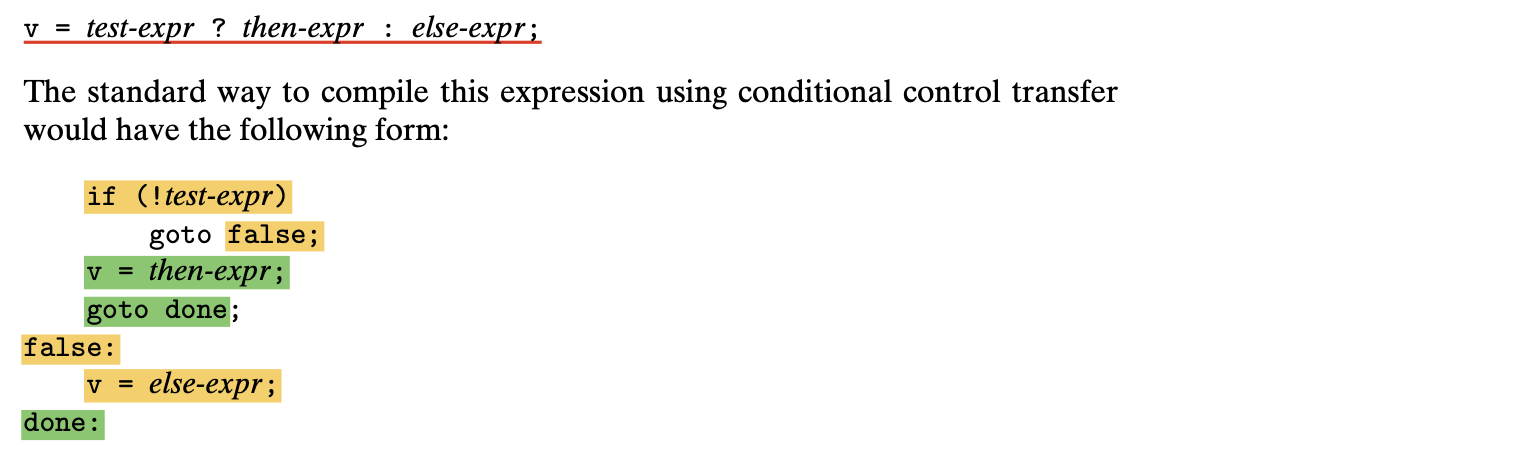 v = test-expr ? then-expr : else-expr;
The standard way to compile this expression using conditional control transfer
would have the following form:
if (!test-expr)
goto false;
v = then-expr;
goto done;
false:
v = else-expr;
done: